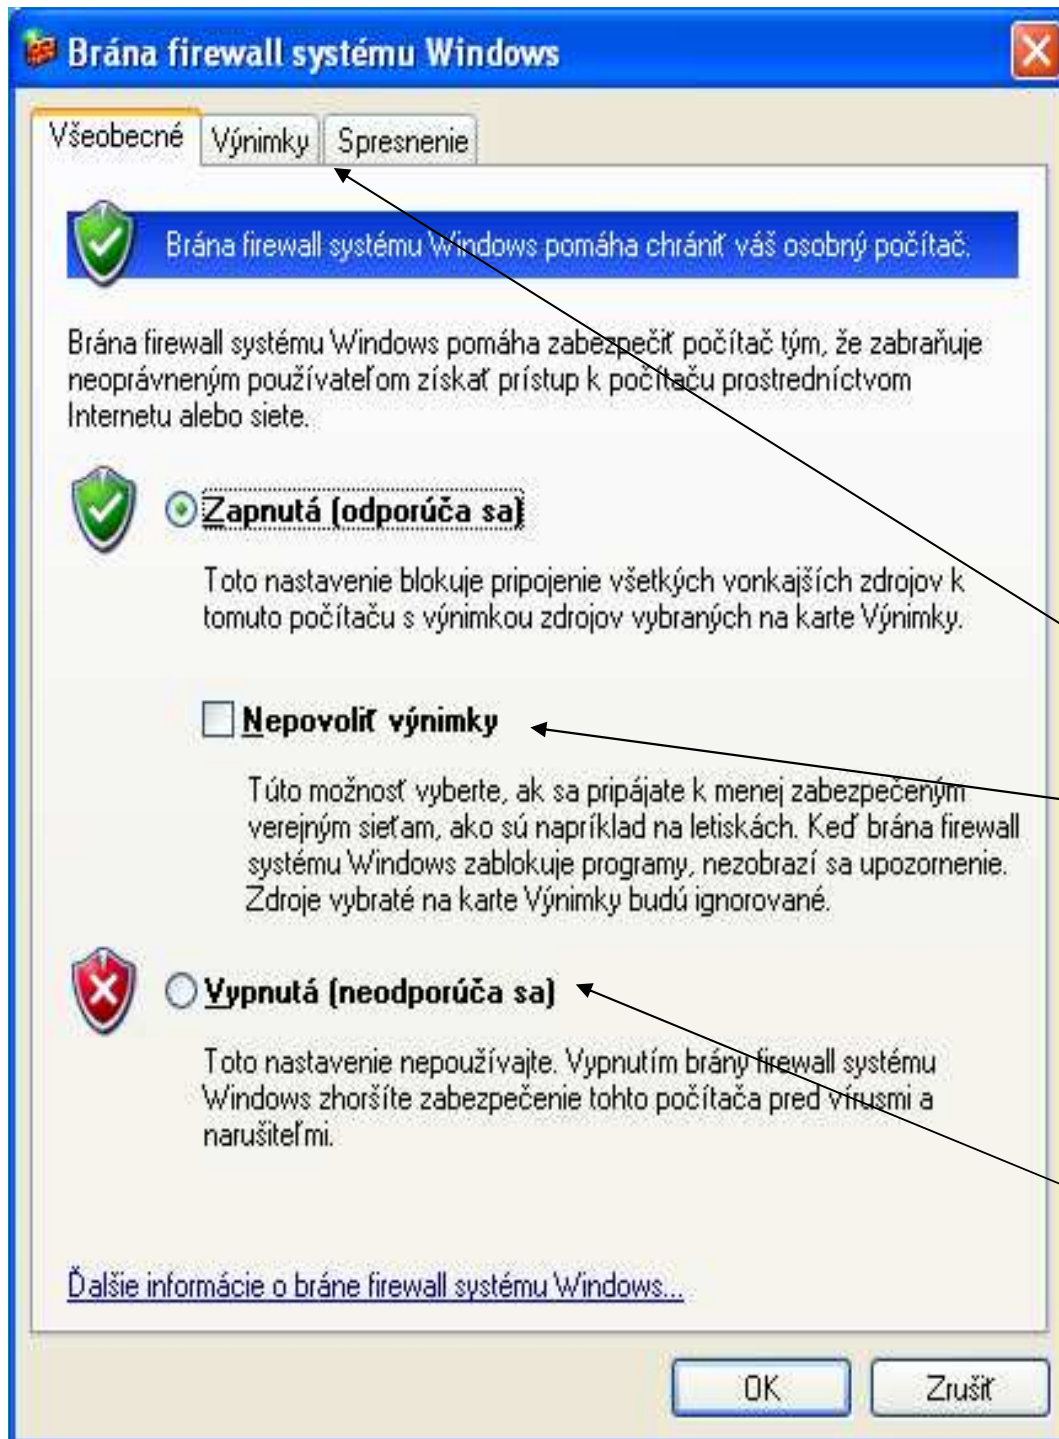 Brána firewall systému Windows
Všeobecné Výnimky Spresnenie
Brána firewall systému Windows pomáha chrániť váš osobný počítač.
Brána firewall systému Windows pomáha zabezpečiť počítač tým, že zabraňuje
neoprávneným používateľom získať prístup k počítaču prostredníctvom
Internetu alebo siete.
Zapnutá (odporúča sa)
Toto nastavenie blokuje pripojenie všetkých vonkajších zdrojov k
tomuto počítaču s výnimkou zdrojov vybraných na karte Výnimky.
Nepovoliť výnimky
Túto možnosť vyberte, ak sa pripájate k menej zabezpečeným
verejným sieťam, ako sú napríklad na letiskách. Keď brána firewall
systému Windows zablokuje programy, nezobrazí sa upozornenie.
Zdroje vybraté na karte Výnimky budú ignorované.
Vypnutá (neodporúča sa)
Toto nastavenie nepoužívajte. Vypnutím brány firewall systému
Windows zhoršíte zabezpečenie tohto počítača pred vírusmi a
narušiteľmi.
Ďalšie informácie o bráne firewall systému Windows...
OK Zrušiť